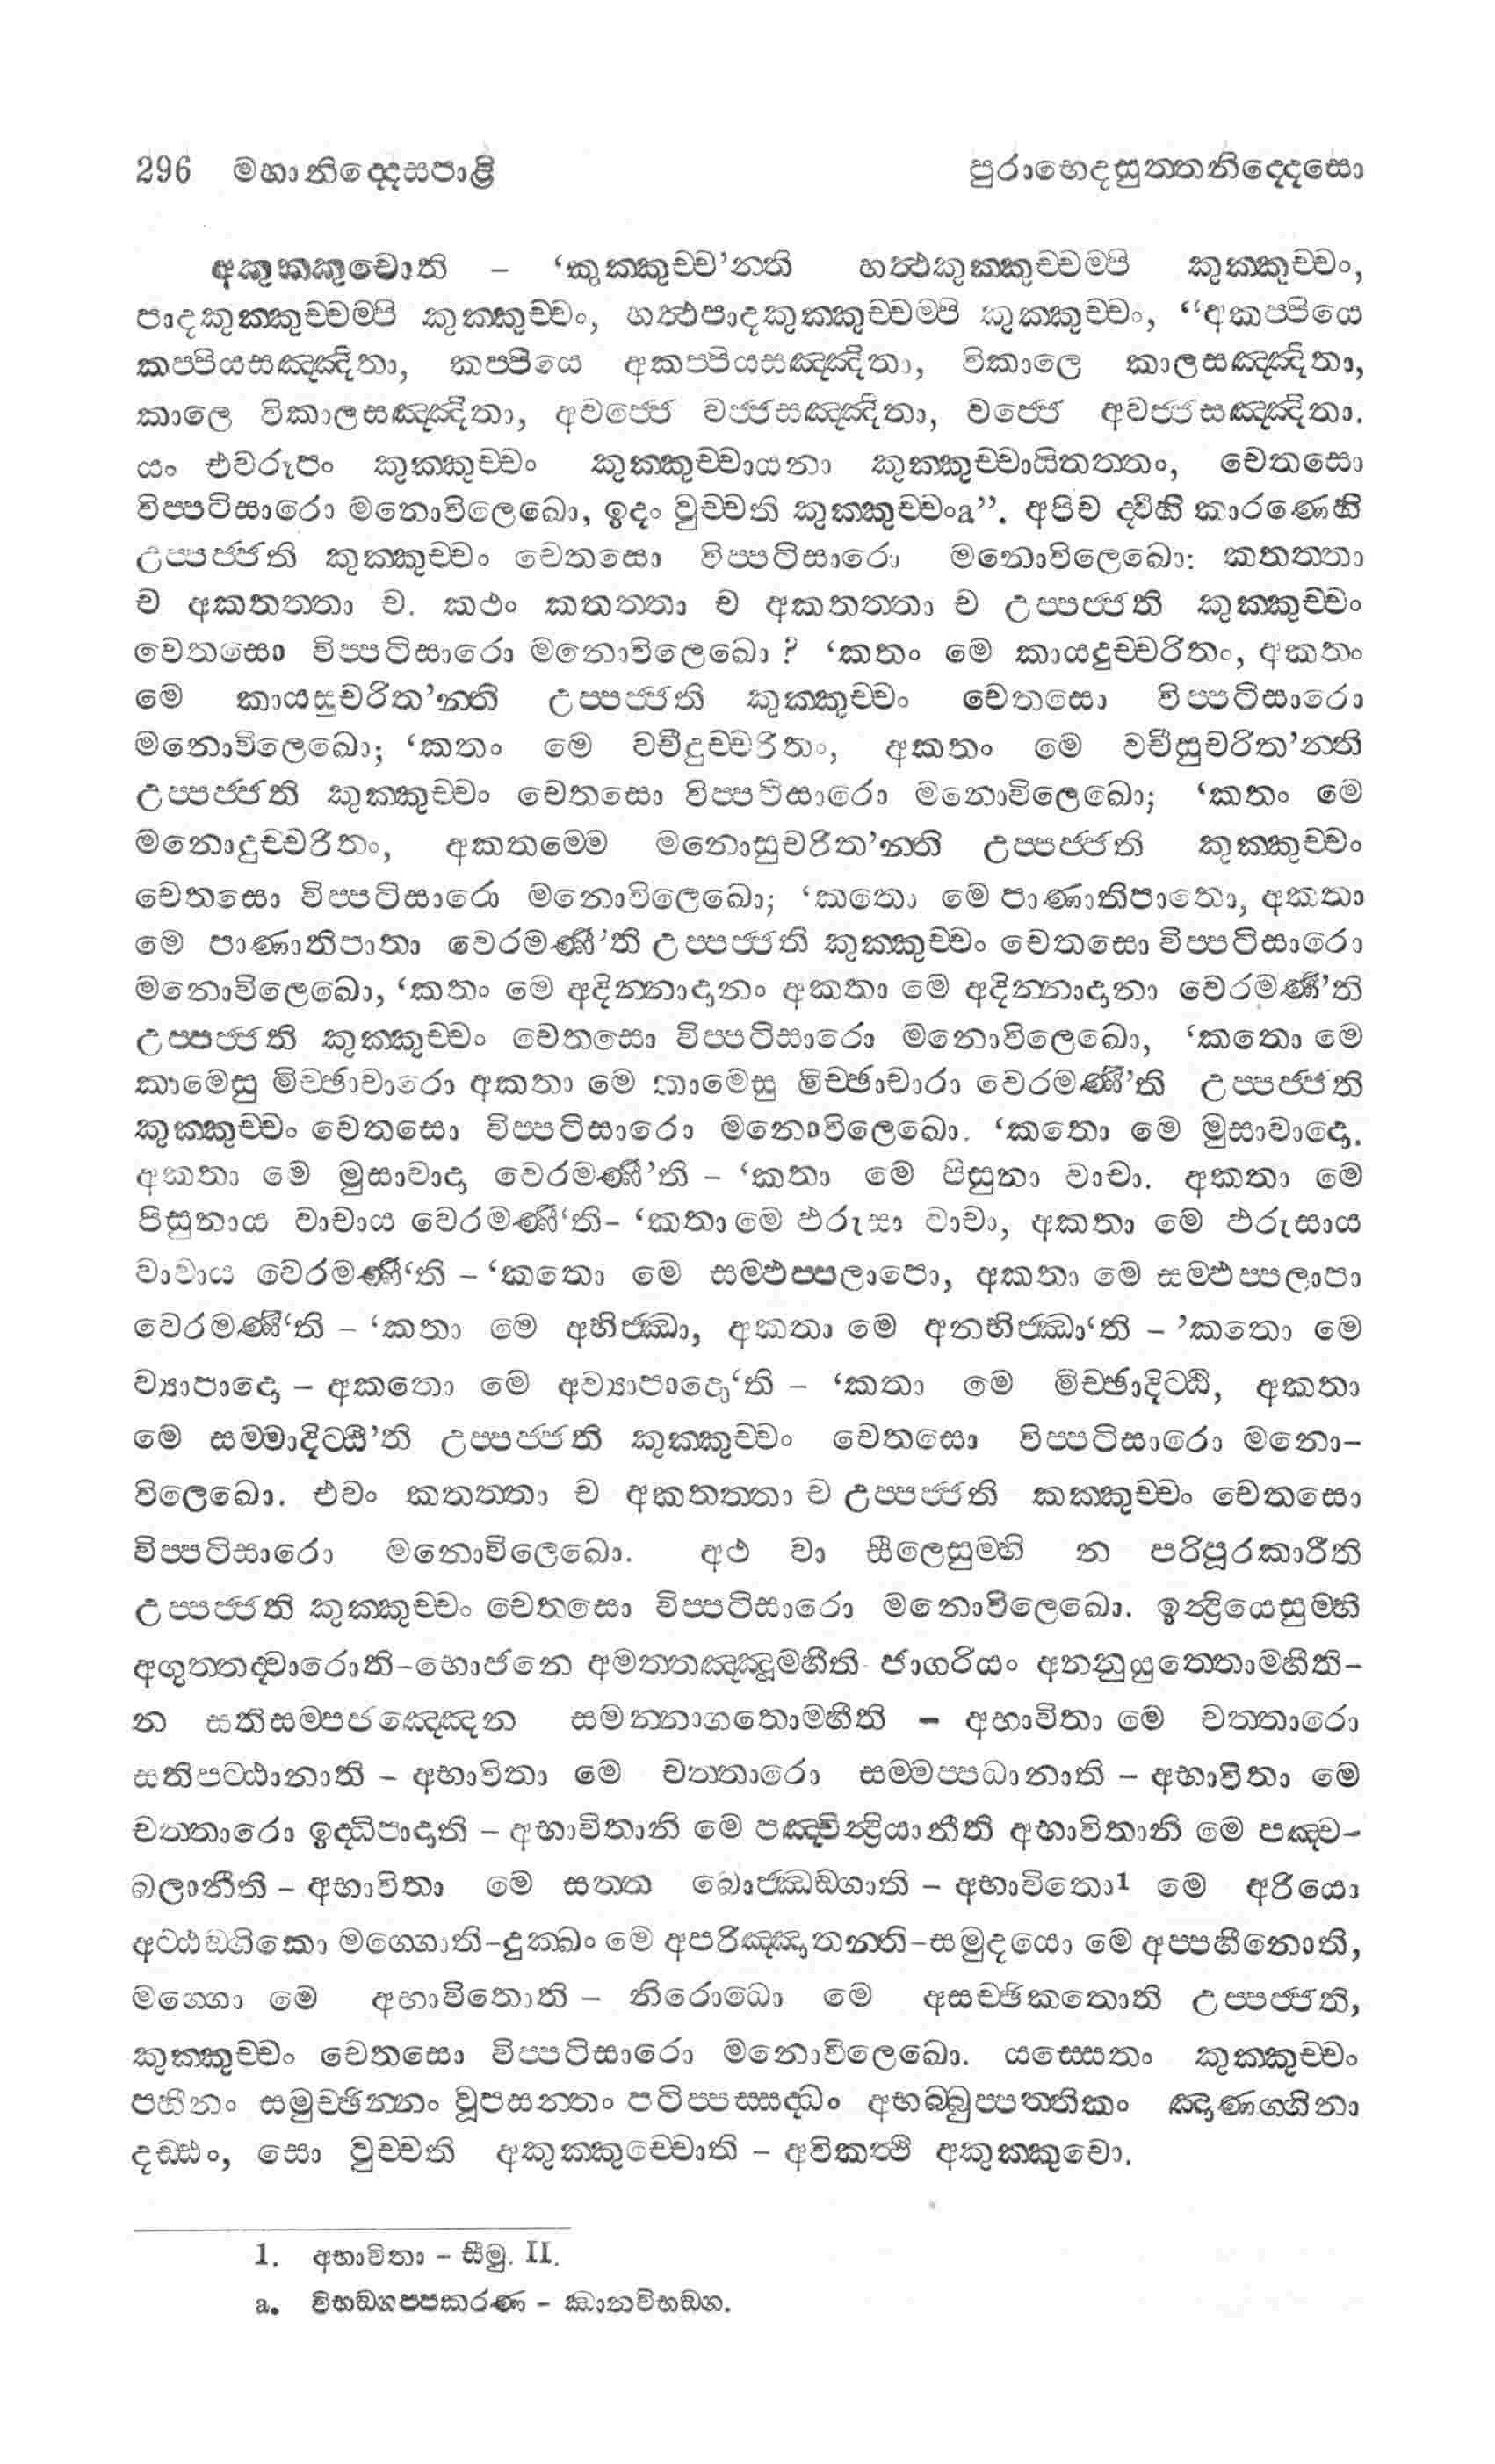 296 මහානිද්දෙසපාළි පුරාභෙදසුත්තනිද්දෙසො
අකුක්කුචොති – ‘කුක්කුච්ච’න්ති හත්ථකුක්කුච්චම්පි කුක්කුච්චං,
පාදකුක්කුච්චම්පි කුක්කුච්චං, හත්ථපාදකුක්කුච්චම්පි කුක්කුච්චං, “අකප්පියෙ
කප්පියසඤ්ඤිතා, කප්පියෙ අකප්පියසඤ්ඤිතා, විකාලෙ කාලසඤ්ඤිතා,
කාලෙ විකාලසඤ්ඤිතා, අවජ්ජෙ වජ්ජසඤ්ඤිතා, වජ්ජෙ අවජ්ජසඤ්ඤිතා.
යං එවරූපං කුක්කුච්චං කුක්කුච්චායනා කුක්කුච්චායිතත්තං, චෙතසො
විප්පටිසාරො මනොවිලෙඛො, ඉදං වුච්චති කුක්කුච්චංa”. අපිච ද්වීහි කාරණෙහි
උප්පජ්ජති කුක්කුච්චං චෙතසො විප්පටිසාරො මනොවිලෙඛො: කතත්තා
ච අකතත්තා ච. කථං කතත්තා ච අකතත්තා ච උප්පජ්ජති කුක්කුච්චං
චෙතසො විප්පටිසාරො මනොවිලෙඛො ? ‘කතං මෙ කායදුච්චරිතං, අකතං
මෙ කායසුචරිත’න්ති උප්පජ්ජති කුක්කුච්චං චෙතසො විප්පටිසාරො
මනොවිලෙඛො; ‘කතං මෙ වචීදුච්චරිතං, අකතං මෙ වචීසුචරිත’න්ති
උප්පජ්ජති කුක්කුච්චං චෙතසො විප්පටිසාරො මනොවිලෙඛො; ‘කතං මෙ
මනොදුච්චරිතං, අකතම්මෙ මනොසුචරිත’න්ති උප්පජ්ජති කුක්කුච්චං
චෙතසො විප්පටිසාරො මනොවිලෙඛො; ‘කතො මෙ පාණාතිපාතො, අකතා
මෙ පාණාතිපාතා වෙරමණී’ති උප්පජ්ජති කුක්කුච්චං චෙතසො විප්පටිසාරො
මනොවිලෙඛො, ‘කතං මෙ අදින්නාදානං අකතා මෙ අදින්නාදානා වෙරමණී’ති
උප්පජ්ජති කුක්කුච්චං චෙතසො විප්පටිසාරො මනොවිලෙඛො, ‘කතො මෙ
කාමෙසු මිච්ඡාචාරො අකතා මෙ කාමෙසු මිච්ඡාචාරා වෙරමණී’ති උප්පජ්ජති
කුක්කුච්චං චෙතසො විප්පටිසාරො මනොවිලෙඛො. ‘කතො මෙ මුසාවාදො.
අකතා මෙ මුසාවාදා වෙරමණී’ති – ‘කතා මෙ පිසුනා වාචා. අකතා මෙ
පිසුනාය වාචාය වෙරමණී‘ති– ‘කතා මෙ ඵරුසා වාචා, අකතා මෙ ඵරුසාය
වාචාය වෙරමණී‘ති – ‘කතො මෙ සම්ඵප්පලාපො, අකතා මෙ සම්ඵප්පලාපා
වෙරමණී‘ති – ‘කතා මෙ අභිජ්ඣා, අකතා මෙ අනභිජ්ඣා‘ති – ’කතො මෙ
ව්‍යාපාදො – අකතො මෙ අව්‍යාපාදො‘ති – ‘කතා මෙ මිච්ඡාදිට්ඨි, අකතා
මෙ සම්මාදිට්ඨී’ති උප්පජ්ජති කුක්කුච්චං චෙතසො විප්පටිසාරො මනො–
විලෙඛො. එවං කතත්තා ච අකතත්තා ච උප්පජ්ජති කක්කුච්චං චෙතසො
විප්පටිසාරො මනොවිලෙඛො. අථ වා සීලෙසුම්හි න පරිපූරකාරීති
උප්පජ්ජති කුක්කුච්චං චෙතසො විප්පටිසාරො මනොවිලෙඛො. ඉන්ද්‍රියෙසුම්හි
අගුත්තද්වාරොති–භොජනෙ අමත්තඤ්ඤූම්හීති- ජාගරියං අනනුයුත්තොම්හීති–
න සතිසම්පජඤ්ඤෙන සමන්නාගතොම්හීති – අභාවිතා මෙ චත්තාරො
සතිපට්ඨානාති – අභාවිතා මෙ චත්තාරො සම්මප්පධානාති – අභාවිතා මෙ
චත්තාරො ඉද්ධිපාදාති – අභාවිතානි මෙ පඤ්චින්ද්‍රියානීති අභාවිතානි මෙ පඤ්ච–
බලානීති – අභාවිතා මෙ සත්ත බොජ්ඣඞ්ගාති – අභාවිතො1 මෙ අරියො
අට්ඨඞ්ගිකො මග්ගොති–දුක්ඛං මෙ අපරිඤ්ඤාතන්ති–සමුදයො මෙ අප්පහීනොති,
මග්ගො මෙ අභාවිතොති – නිරොධො මෙ අසච්ඡිකතොති උප්පජ්ජති,
කුක්කුච්චං චෙතසො විප්පටිසාරො මනොවිලෙඛො. යස්සෙතං කුක්කුච්චං
පහීනං සමුච්ඡින්නං වූපසන්තං පටිප්පස්සද්ධං අභබ්බුප්පත්තිකං ඤාණග්ගිනා
දඩ්ඪං, සො වුච්චති අකුක්කුච්චොති – අවිකත්ථී අකුක්කුචො.
1. අභාවිතා – සීමු. II.
a. විභඞ්ගප්පකරණ – ඣානවිභඞ්ග.